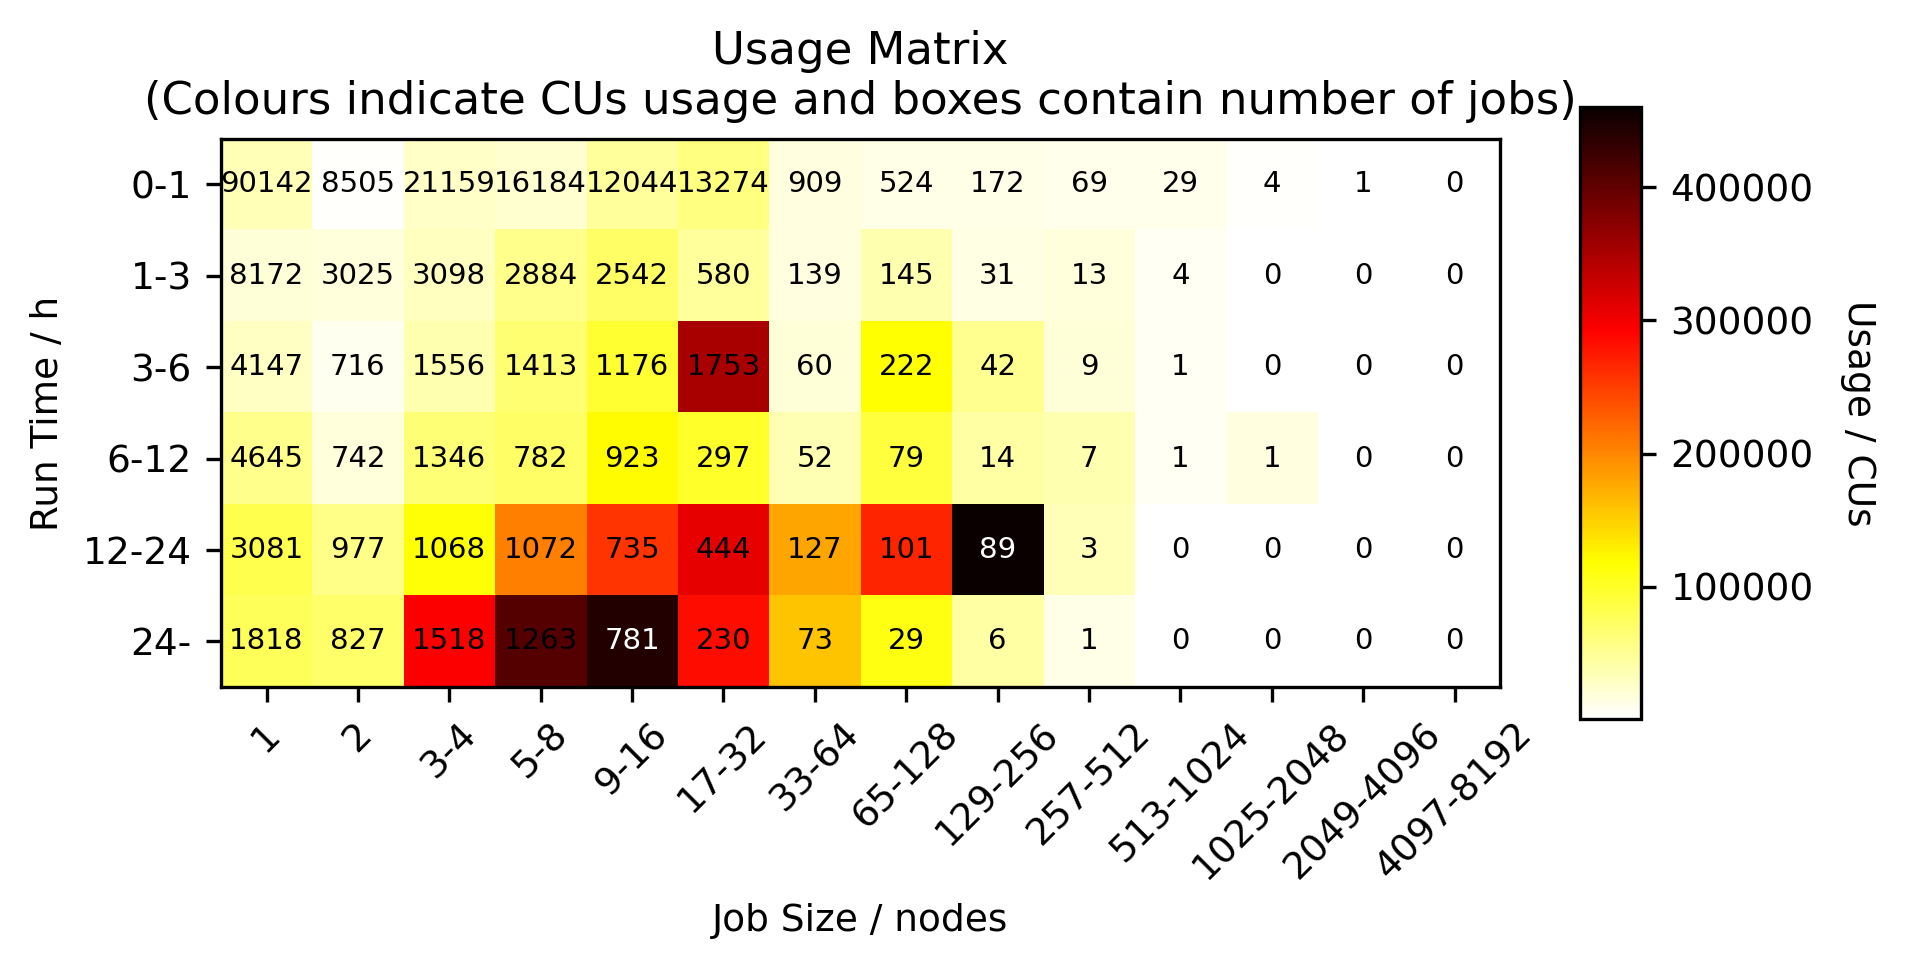 Usage Matrix
(Colours indicate CUs usage and boxes contain number of jobs)
0-1 90142 8505 21159 16184 12044 13274 909 524 172 69 29 4 1 0
1-3 8172 3025 3098 2884 2542 580 139 145 31 13 4 0 0 0
3-6 4147 716 1556 1413 1176 1753 60 222 42 9 1 0 0 0
6-12 4645 742 1346 782 923 297 52 79 14 7 1 1 0 0
12-24 3081 977 1068 1072 735 444 127 101 89 3 0 0 0 0
24- 1818 827 1518 1263 781 230 73 29 6 1 0 0 0 0
1 2 3-4 5-8 9-16 17-32 33-64 65-128 129-256 257-512 513-1024 1025-2048 2049-4096 4097-8192
Job Size / nodes
Run Time / h
400000
300000
200000
100000
Usage / CUs